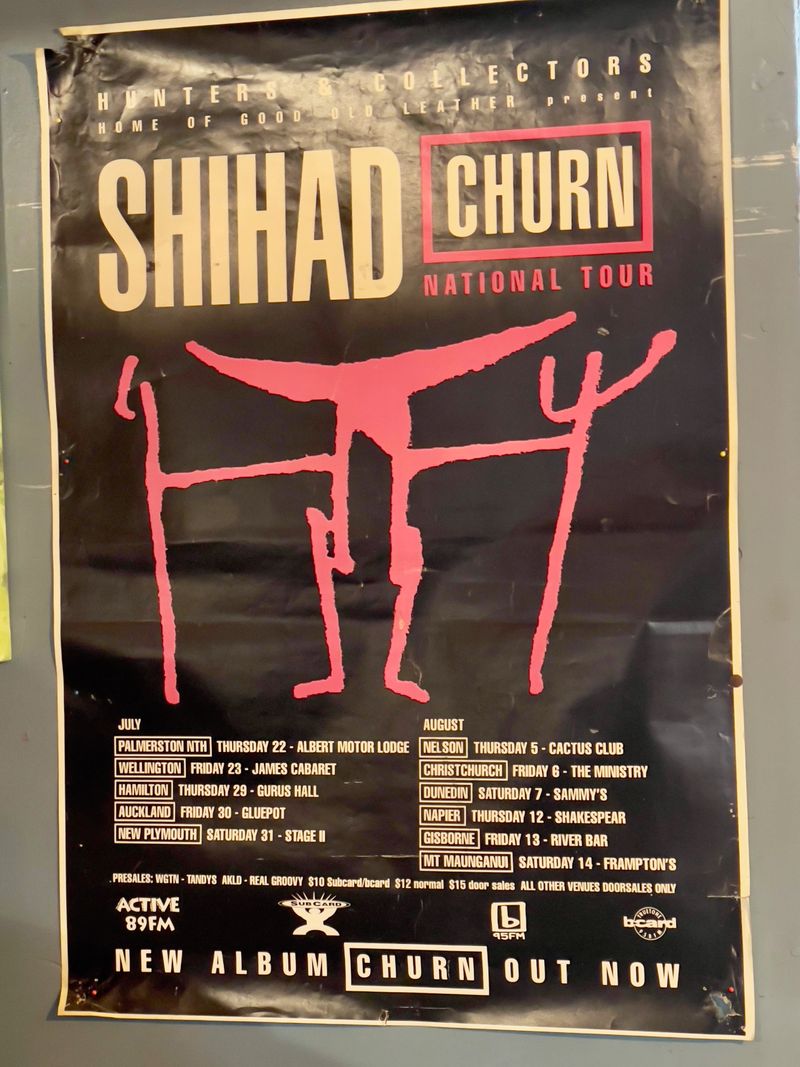 HUNTERS & COLLECTORS
HOME OF GOOD OLD LEATHER present
SHIHAD
CHURN
NATIONAL TOUR
JULY
PALMERSTON NTH THURSDAY 22 - ALBERT MOTOR LODGE
WELLINGTON FRIDAY 23 - JAMES CABARET
HAMILTON THURSDAY 29 - GURUS HALL
AUCKLAND FRIDAY 30 - GLUEPOT
NEW PLYMOUTH SATURDAY 31 - STAGE II
AUGUST
NELSON THURSDAY 5 - CACTUS CLUB
CHRISTCHURCH FRIDAY 6 - THE MINISTRY
DUNEDIN SATURDAY 7 - SAMMY'S
NAPIER THURSDAY 12 - SHAKESPEAR
GISBORNE FRIDAY 13 - RIVER BAR
MT MAUNGANUI SATURDAY 14 - FRAMPTON'S
PRESALES: WGTN - TANDYS AKLD - REAL GROOVY $10 Subcard/bcard $12 normal $15 door sales ALL OTHER VENUES DOORSALES ONLY
ACTIVE
89FM
SUBCARD
b
95FM
bcard
NEW ALBUM CHURN OUT NOW